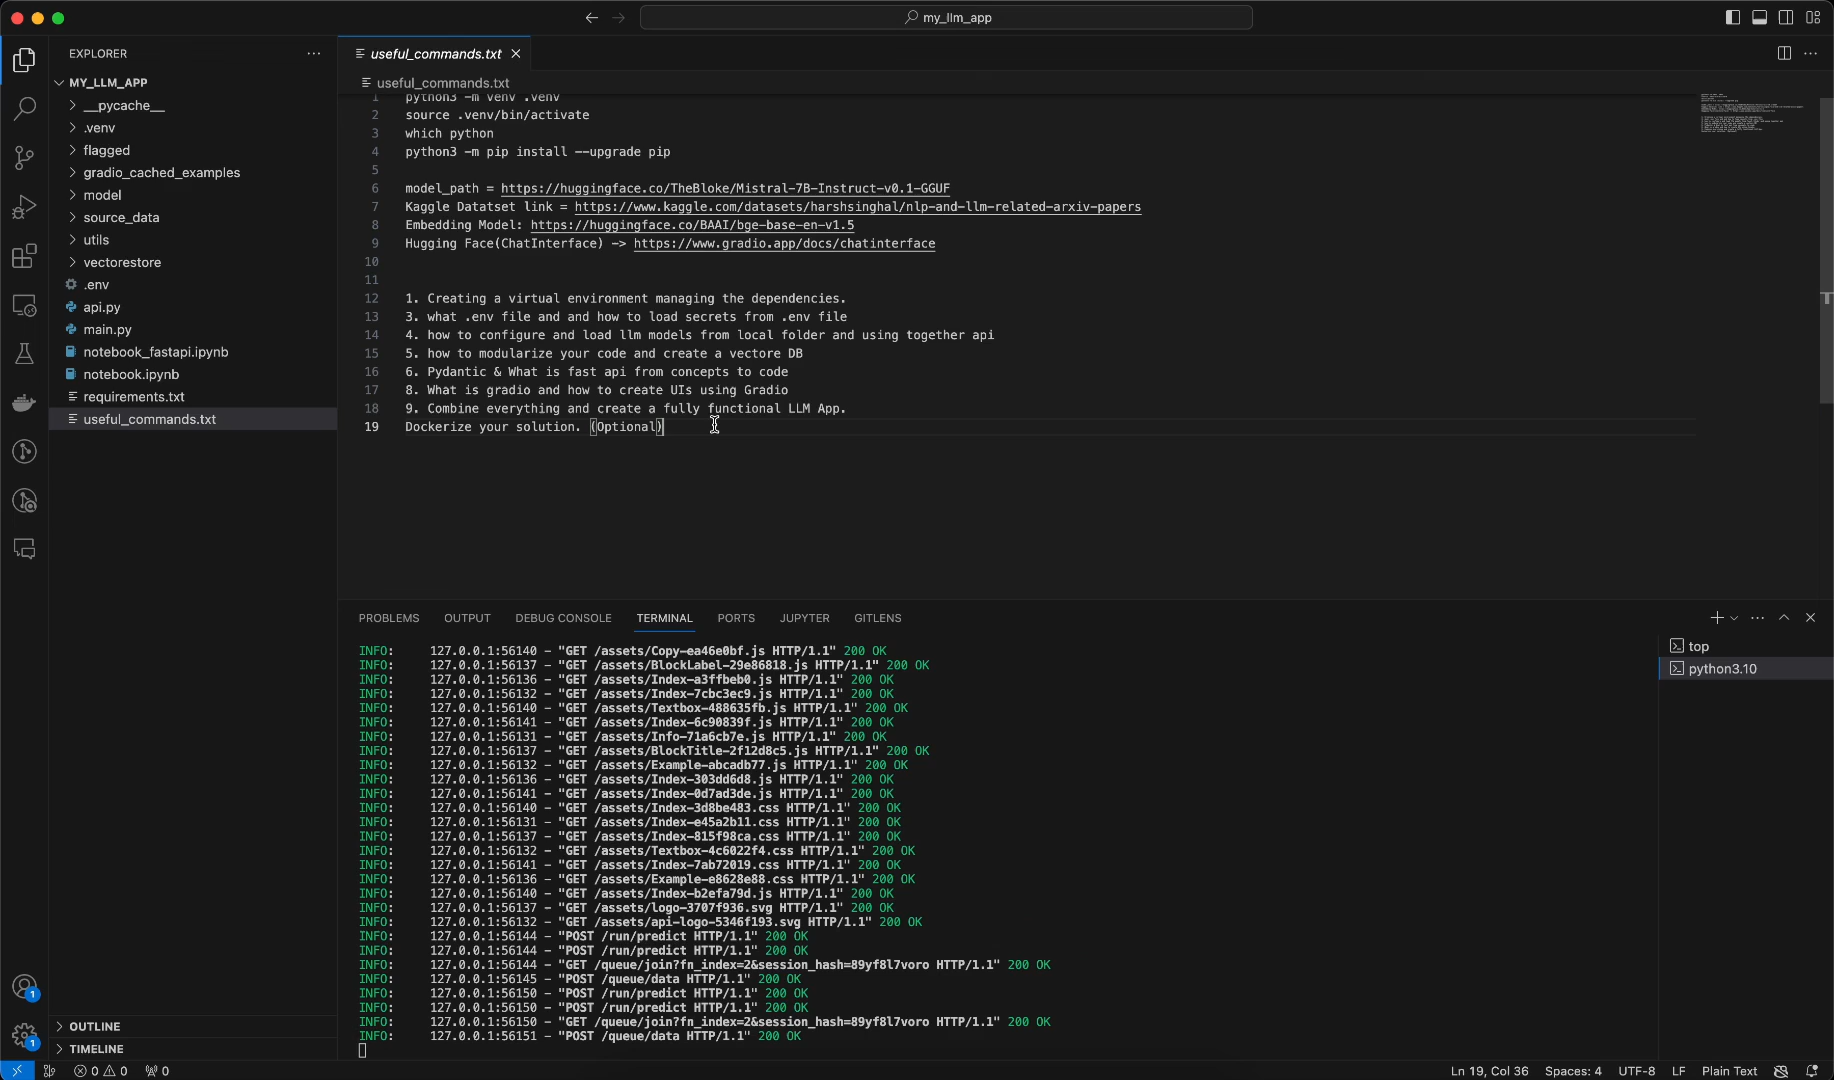 my_llm_app
EXPLORER
useful_commands.txt
MY_LLM_APP
__pycache__
.venv
flagged
gradio_cached_examples
model
source_data
utils
vectorestore
.env
api.py
main.py
notebook_fastapi.ipynb
notebook.ipynb
requirements.txt
useful_commands.txt
OUTLINE
TIMELINE
useful_commands.txt
1 python3 -m venv .venv
2 source .venv/bin/activate
3 which python
4 python3 -m pip install --upgrade pip
5
6 model_path = https://huggingface.co/TheBloke/Mistral-7B-Instruct-v0.1-GGUF
7 Kaggle Datatset link = https://www.kaggle.com/datasets/harshsinghal/nlp-and-llm-related-arxiv-papers
8 Embedding Model: https://huggingface.co/BAAI/bge-base-en-v1.5
9 Hugging Face(ChatInterface) -> https://www.gradio.app/docs/chatinterface
10
11
12 1. Creating a virtual environment managing the dependencies.
13 3. what .env file and and how to load secrets from .env file
14 4. how to configure and load llm models from local folder and using together api
15 5. how to modularize your code and create a vectore DB
16 6. Pydantic & What is fast api from concepts to code
17 8. What is gradio and how to create UIs using Gradio
18 9. Combine everything and create a fully functional LLM App.
19 Dockerize your solution. (Optional)
PROBLEMS OUTPUT DEBUG CONSOLE TERMINAL PORTS JUPYTER GITLENS
INFO: 127.0.0.1:56140 - "GET /assets/Copy-ea46e0bf.js HTTP/1.1" 200 OK
INFO: 127.0.0.1:56137 - "GET /assets/BlockLabel-29e86818.js HTTP/1.1" 200 OK
INFO: 127.0.0.1:56136 - "GET /assets/Index-a3ffbeb0.js HTTP/1.1" 200 OK
INFO: 127.0.0.1:56132 - "GET /assets/Index-7cbc3ec9.js HTTP/1.1" 200 OK
INFO: 127.0.0.1:56140 - "GET /assets/Textbox-488635fb.js HTTP/1.1" 200 OK
INFO: 127.0.0.1:56141 - "GET /assets/Index-6c90839f.js HTTP/1.1" 200 OK
INFO: 127.0.0.1:56131 - "GET /assets/Info-71a6cb7e.js HTTP/1.1" 200 OK
INFO: 127.0.0.1:56137 - "GET /assets/BlockTitle-2f12d8c5.js HTTP/1.1" 200 OK
INFO: 127.0.0.1:56132 - "GET /assets/Example-abcadb77.js HTTP/1.1" 200 OK
INFO: 127.0.0.1:56136 - "GET /assets/Index-303dd6d8.js HTTP/1.1" 200 OK
INFO: 127.0.0.1:56141 - "GET /assets/Index-0d7ad3de.js HTTP/1.1" 200 OK
INFO: 127.0.0.1:56140 - "GET /assets/Index-3d8be483.css HTTP/1.1" 200 OK
INFO: 127.0.0.1:56131 - "GET /assets/Index-e45a2b11.css HTTP/1.1" 200 OK
INFO: 127.0.0.1:56137 - "GET /assets/Index-815f98ca.css HTTP/1.1" 200 OK
INFO: 127.0.0.1:56132 - "GET /assets/Textbox-4c6022f4.css HTTP/1.1" 200 OK
INFO: 127.0.0.1:56141 - "GET /assets/Index-7ab72019.css HTTP/1.1" 200 OK
INFO: 127.0.0.1:56136 - "GET /assets/Example-e8628e88.css HTTP/1.1" 200 OK
INFO: 127.0.0.1:56140 - "GET /assets/Index-b2efa79d.js HTTP/1.1" 200 OK
INFO: 127.0.0.1:56137 - "GET /assets/logo-3707f936.svg HTTP/1.1" 200 OK
INFO: 127.0.0.1:56132 - "GET /assets/api-logo-5346f193.svg HTTP/1.1" 200 OK
INFO: 127.0.0.1:56144 - "POST /run/predict HTTP/1.1" 200 OK
INFO: 127.0.0.1:56144 - "POST /run/predict HTTP/1.1" 200 OK
INFO: 127.0.0.1:56144 - "GET /queue/join?fn_index=2&session_hash=89yf8l7voro HTTP/1.1" 200 OK
INFO: 127.0.0.1:56145 - "POST /queue/data HTTP/1.1" 200 OK
INFO: 127.0.0.1:56150 - "POST /run/predict HTTP/1.1" 200 OK
INFO: 127.0.0.1:56150 - "POST /run/predict HTTP/1.1" 200 OK
INFO: 127.0.0.1:56150 - "GET /queue/join?fn_index=2&session_hash=89yf8l7voro HTTP/1.1" 200 OK
INFO: 127.0.0.1:56151 - "POST /queue/data HTTP/1.1" 200 OK
top
python3.10
1
1
0 0 0
Ln 19, Col 36 Spaces: 4 UTF-8 LF Plain Text